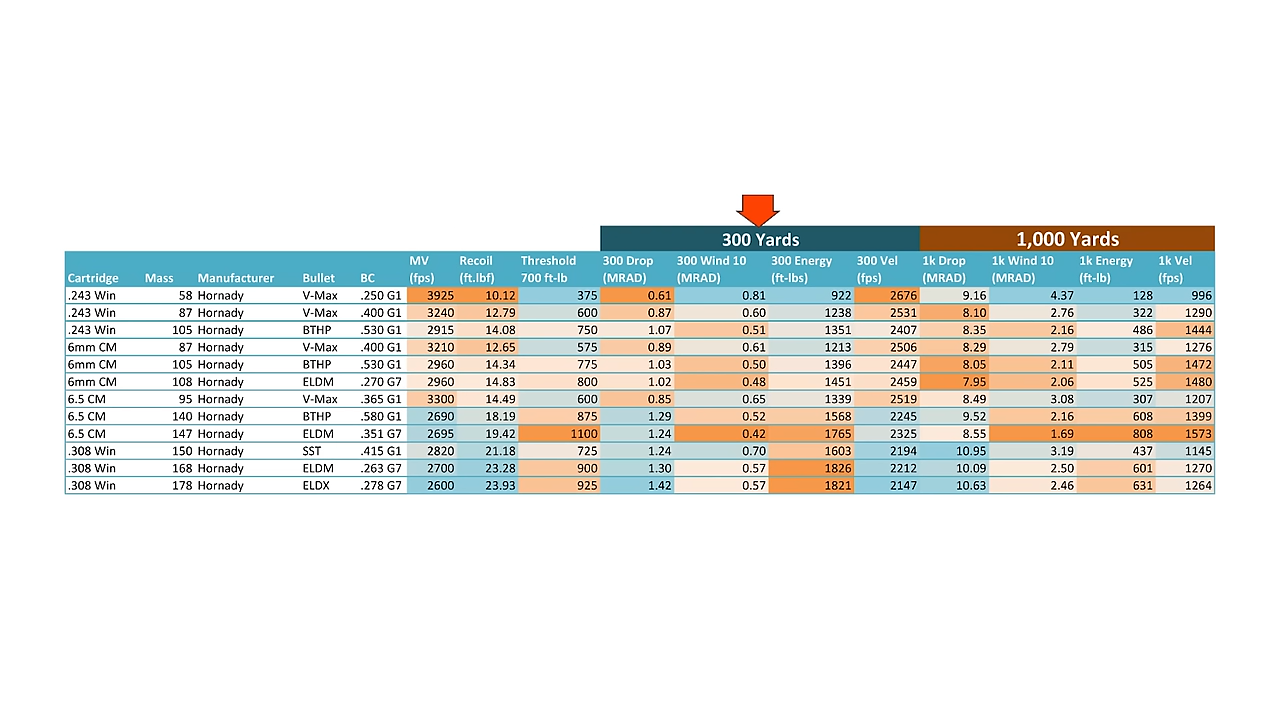 300 Yards 1,000 Yards
MV Recoil Threshold 300 Drop 300 Wind 10 300 Energy 300 Vel 1k Drop 1k Wind 10 1k Energy 1k Vel
Cartridge Mass Manufacturer Bullet BC (fps) (ft.lbf) 700 ft-lb (MRAD) (MRAD) (ft-lbs) (fps) (MRAD) (MRAD) (ft-lb) (fps)
.243 Win 58 Hornady V-Max .250 G1 3925 10.12 375 0.61 0.81 922 2676 9.16 4.37 128 996
.243 Win 87 Hornady V-Max .400 G1 3240 12.79 600 0.87 0.60 1238 2531 8.10 2.76 322 1290
.243 Win 105 Hornady BTHP .530 G1 2915 14.08 750 1.07 0.51 1351 2407 8.35 2.16 486 1444
6mm CM 87 Hornady V-Max .400 G1 3210 12.65 575 0.89 0.61 1213 2506 8.29 2.79 315 1276
6mm CM 105 Hornady BTHP .530 G1 2960 14.34 775 1.03 0.50 1396 2447 8.05 2.11 505 1472
6mm CM 108 Hornady ELDM .270 G7 2960 14.83 800 1.02 0.48 1451 2459 7.95 2.06 525 1480
6.5 CM 95 Hornady V-Max .365 G1 3300 14.49 600 0.85 0.65 1339 2519 8.49 3.08 307 1207
6.5 CM 140 Hornady BTHP .580 G1 2690 18.19 875 1.29 0.52 1568 2245 9.52 2.16 608 1399
6.5 CM 147 Hornady ELDM .351 G7 2695 19.42 1100 1.24 0.42 1765 2325 8.55 1.69 808 1573
.308 Win 150 Hornady SST .415 G1 2820 21.18 725 1.24 0.70 1603 2194 10.95 3.19 437 1145
.308 Win 168 Hornady ELDM .263 G7 2700 23.28 900 1.30 0.57 1826 2212 10.09 2.50 601 1270
.308 Win 178 Hornady ELDX .278 G7 2600 23.93 925 1.42 0.57 1821 2147 10.63 2.46 631 1264